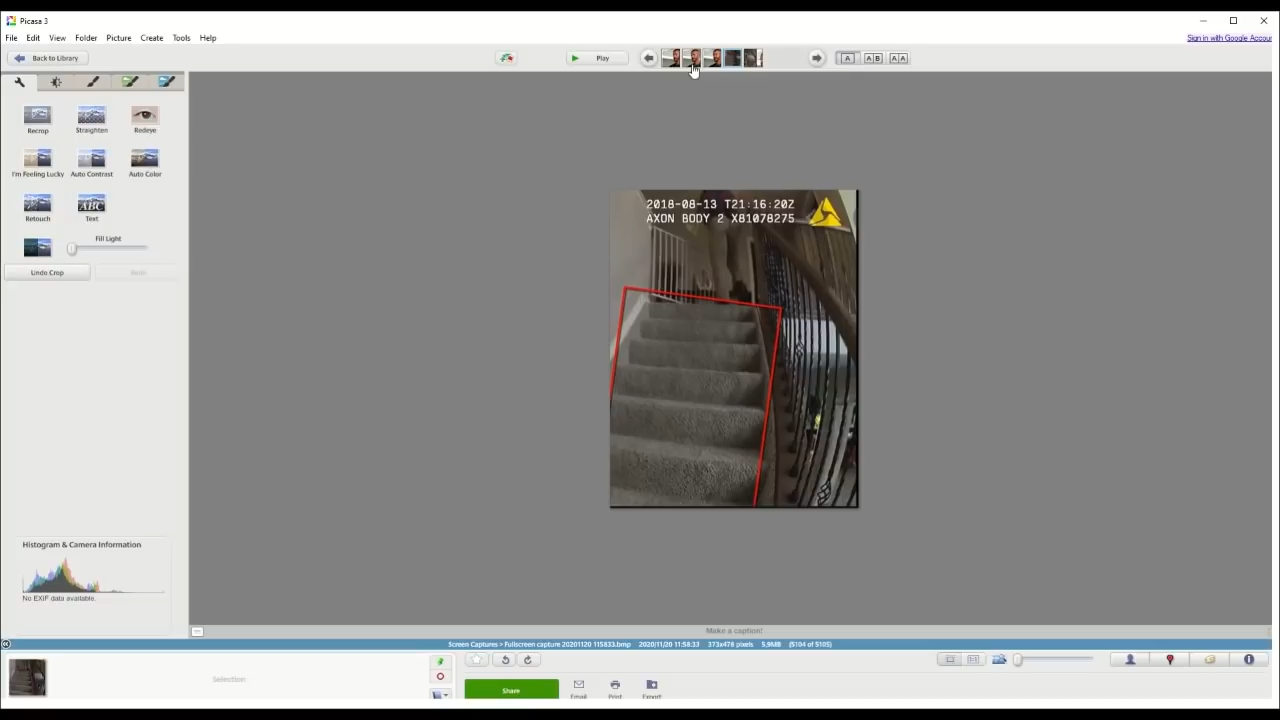 Picasa 3
File Edit View Folder Picture Create Tools Help
Sign in with Google Accou
Back to Library
Play
A
A B
A A
Recrop Straighten Redeye
I'm Feeling Lucky Auto Contrast Auto Color
Retouch Text
ABC
Fill Light
Undo Crop
2018-08-13 T21:16:20Z
AXON BODY 2 X81078275
Histogram & Camera Information
No EXIF data available.
Make a caption!
Screen Captures > Fullscreen capture 20201120 115833.bmp 2020/11/20 11:58:33 373x478 pixels 5.9MB (5104 of 5105)
Selection
1:1
Share
Email Print Export